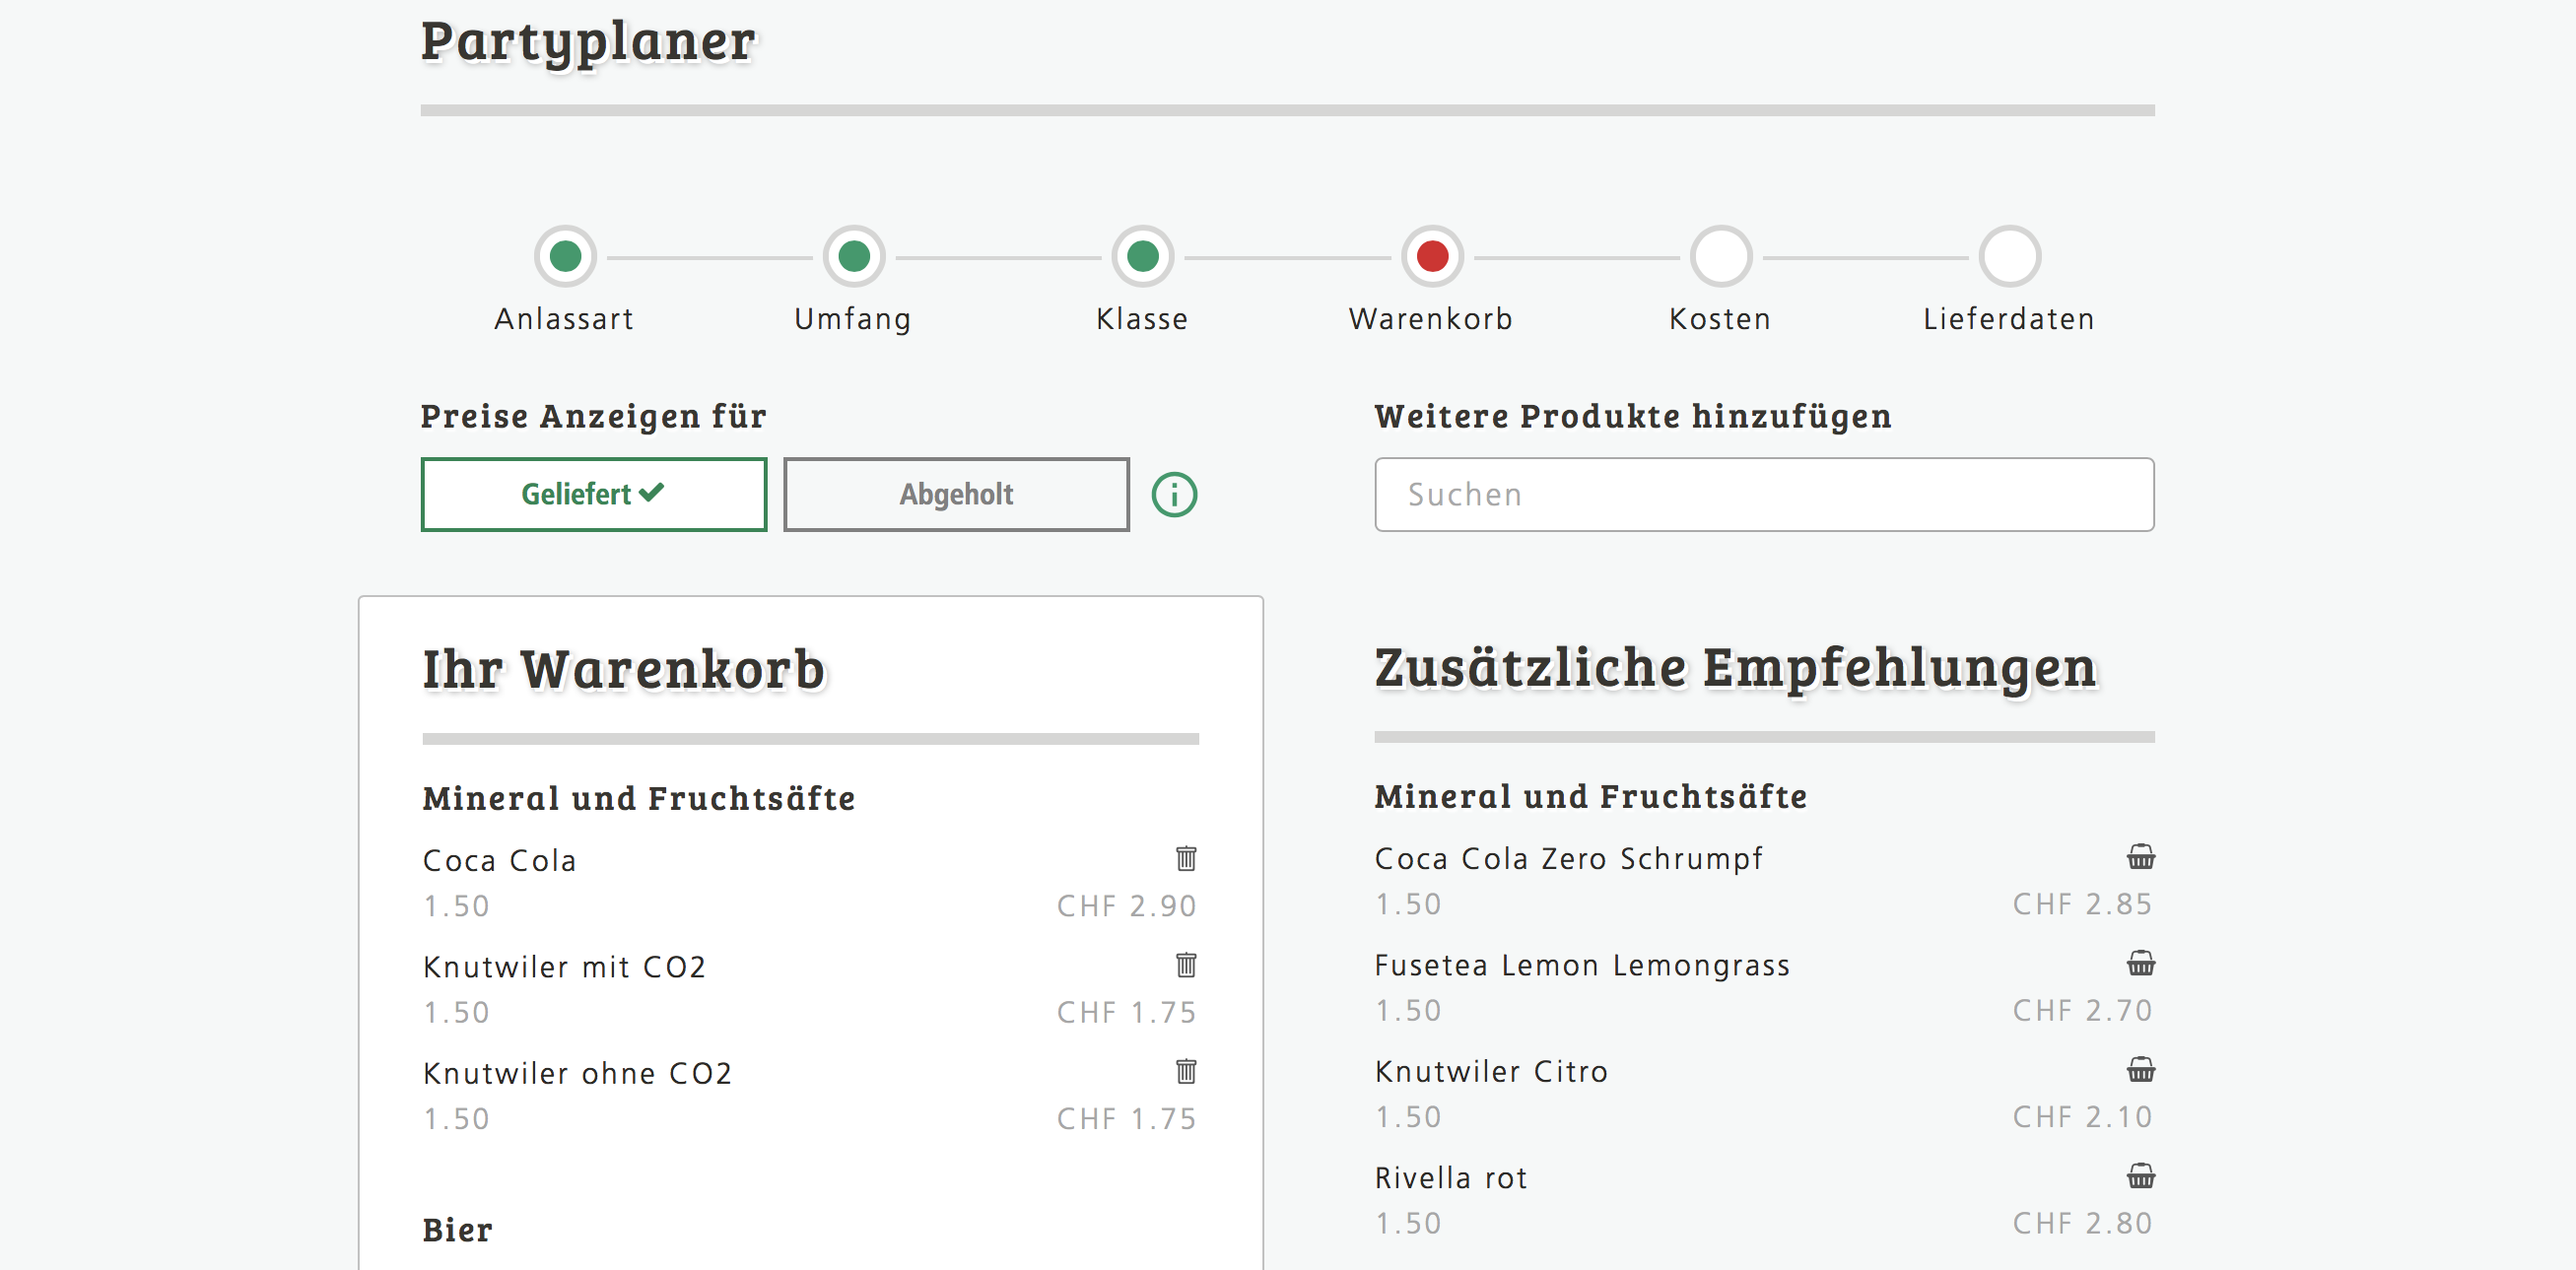 Partyplaner
Anlassart
Umfang
Klasse
Warenkorb
Kosten
Lieferdaten
Preise Anzeigen für
Geliefert
Abgeholt
Weitere Produkte hinzufügen
Suchen
Ihr Warenkorb
Mineral und Fruchtsäfte
Coca Cola
1.50 CHF 2.90
Knutwiler mit CO2
1.50 CHF 1.75
Knutwiler ohne CO2
1.50 CHF 1.75
Bier
Zusätzliche Empfehlungen
Mineral und Fruchtsäfte
Coca Cola Zero Schrumpf
1.50 CHF 2.85
Fusetea Lemon Lemongrass
1.50 CHF 2.70
Knutwiler Citro
1.50 CHF 2.10
Rivella rot
1.50 CHF 2.80